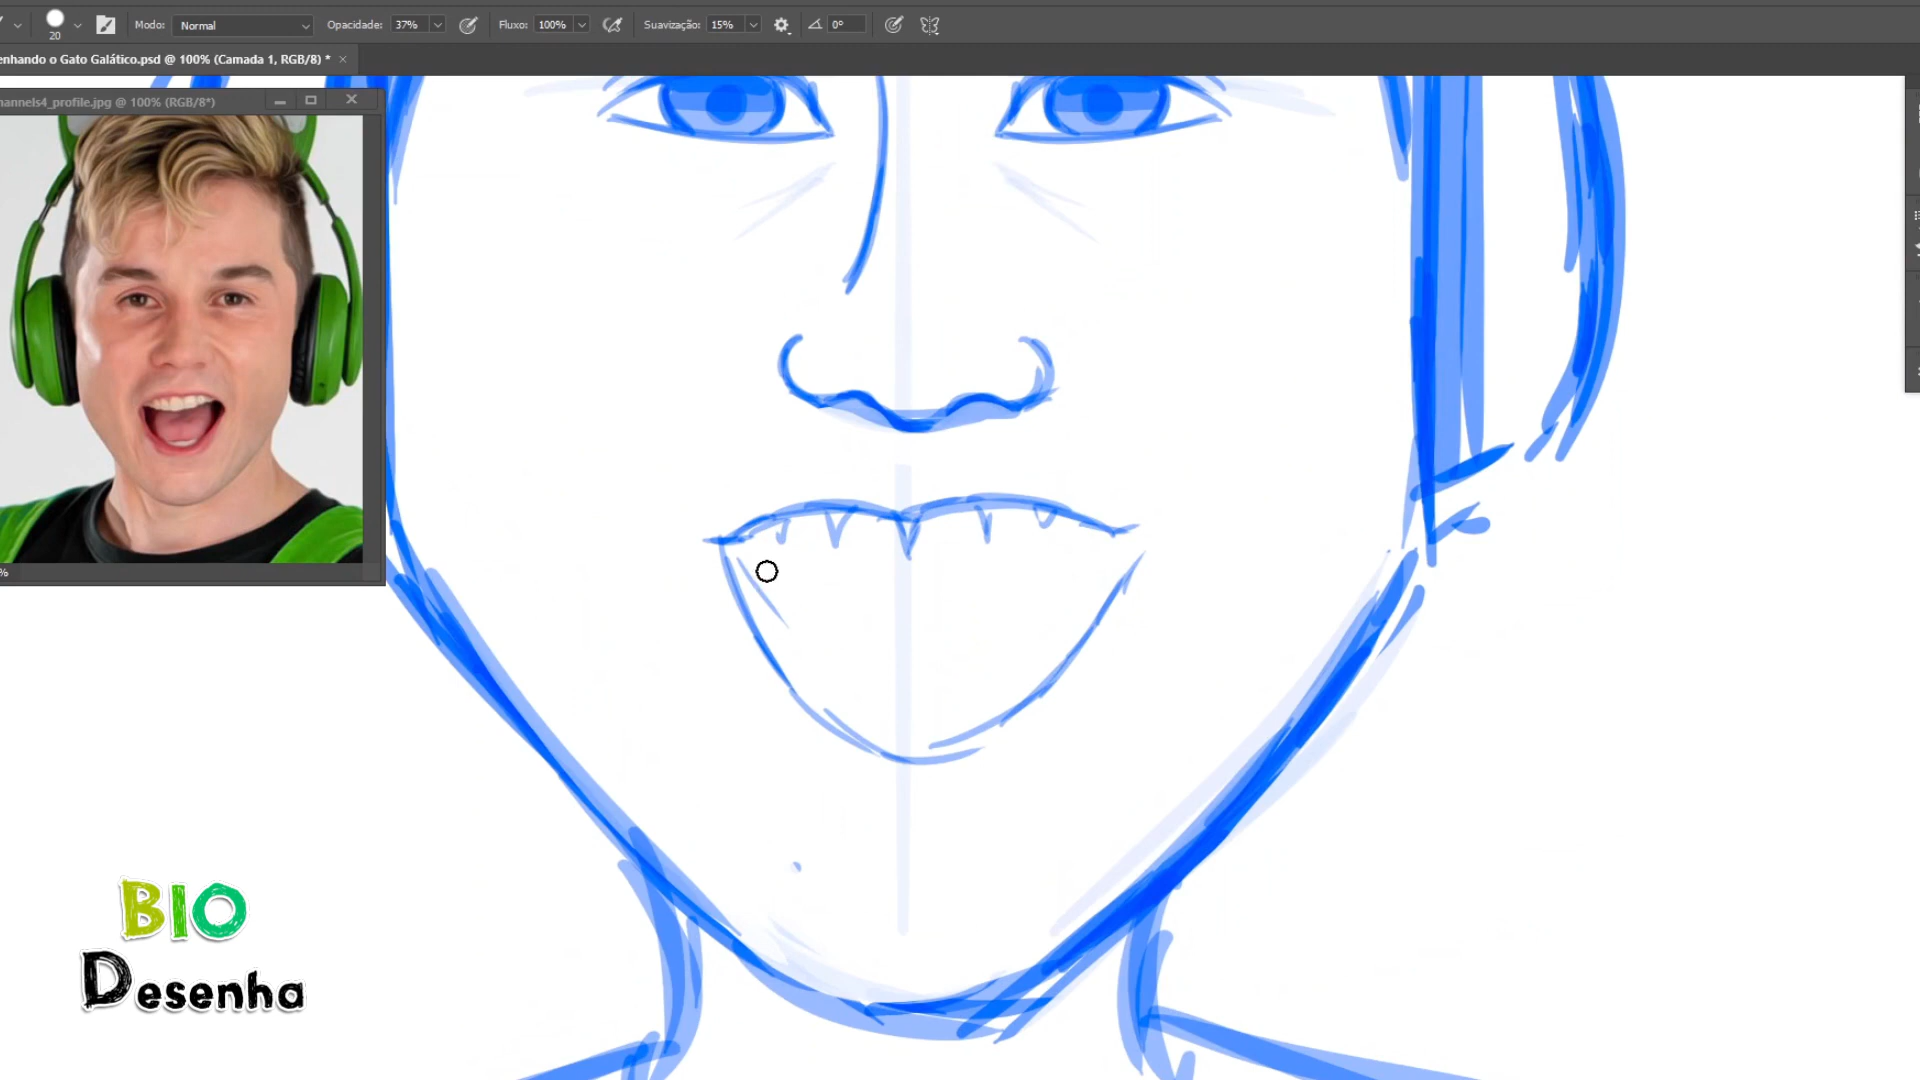 20 Modo: Normal Opacidade: 37% Fluxo: 100% Suavização: 15% 0°
enhando o Gato Galático.psd @ 100% (Camada 1, RGB/8) * ×
hannels4_profile.jpg @ 100% (RGB/8*)
%
BIO
Desenha